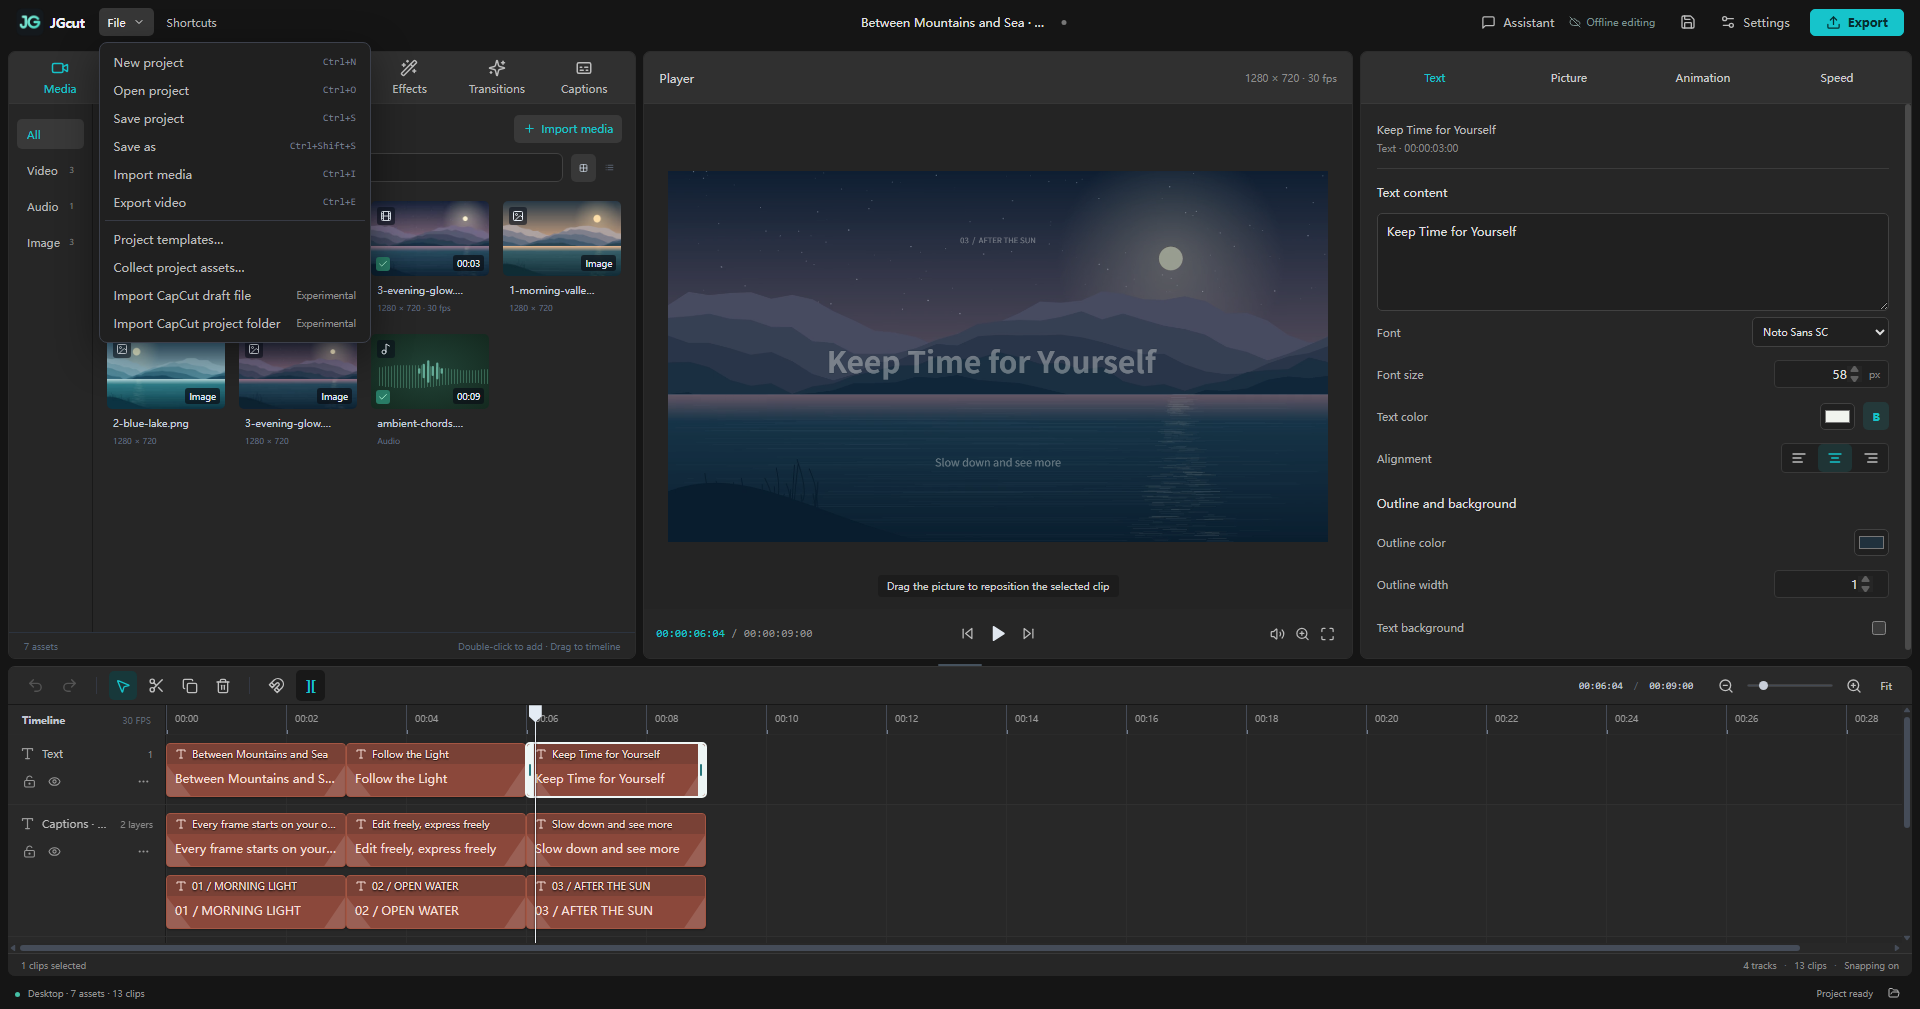 JG JGcut
File
Shortcuts
Between Mountains and Sea · ...
Assistant
Offline editing
Settings
Export
New project Ctrl+N
Open project Ctrl+O
Save project Ctrl+S
Save as Ctrl+Shift+S
Import media Ctrl+I
Export video Ctrl+E
Project templates...
Collect project assets...
Import CapCut draft file Experimental
Import CapCut project folder Experimental
Media
Effects
Transitions
Captions
All
Video 3
Audio 1
Image 3
Import media
00:03
3-evening-glow....
1280 × 720 · 30 fps
Image
1-morning-valle...
1280 × 720
Image
2-blue-lake.png
1280 × 720
Image
3-evening-glow....
1280 × 720
00:09
ambient-chords....
Audio
7 assets
Double-click to add · Drag to timeline
Player
1280 × 720 · 30 fps
03 / AFTER THE SUN
Keep Time for Yourself
Slow down and see more
Drag the picture to reposition the selected clip
00:00:06:04 / 00:00:09:00
Text
Picture
Animation
Speed
Keep Time for Yourself
Text · 00:00:03:00
Text content
Keep Time for Yourself
Font Noto Sans SC
Font size 58 px
Text color B
Alignment
Outline and background
Outline color
Outline width 1
Text background
00:06:04 / 00:09:00
Fit
Timeline 30 FPS
00:00
00:02
00:04
00:06
00:08
00:10
00:12
00:14
00:16
00:18
00:20
00:22
00:24
00:26
00:28
Text 1
Between Mountains and Sea
Between Mountains and S...
Follow the Light
Follow the Light
Keep Time for Yourself
Keep Time for Yourself
Captions · ... 2 layers
Every frame starts on your o...
Every frame starts on your...
Edit freely, express freely
Edit freely, express freely
Slow down and see more
Slow down and see more
01 / MORNING LIGHT
01 / MORNING LIGHT
02 / OPEN WATER
02 / OPEN WATER
03 / AFTER THE SUN
03 / AFTER THE SUN
1 clips selected
4 tracks · 13 clips · Snapping on
Desktop · 7 assets · 13 clips
Project ready